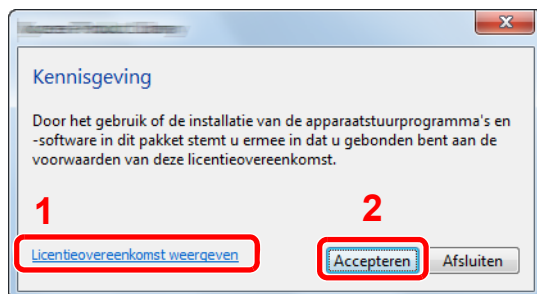 x
Kennisgeving
Door het gebruik of de installatie van de apparaatstuurprogramma's en
-software in dit pakket stemt u ermee in dat u gebonden bent aan de
voorwaarden van deze licentieovereenkomst.
1
2
Licentieovereenkomst weergeven
Accepteren
Afsluiten